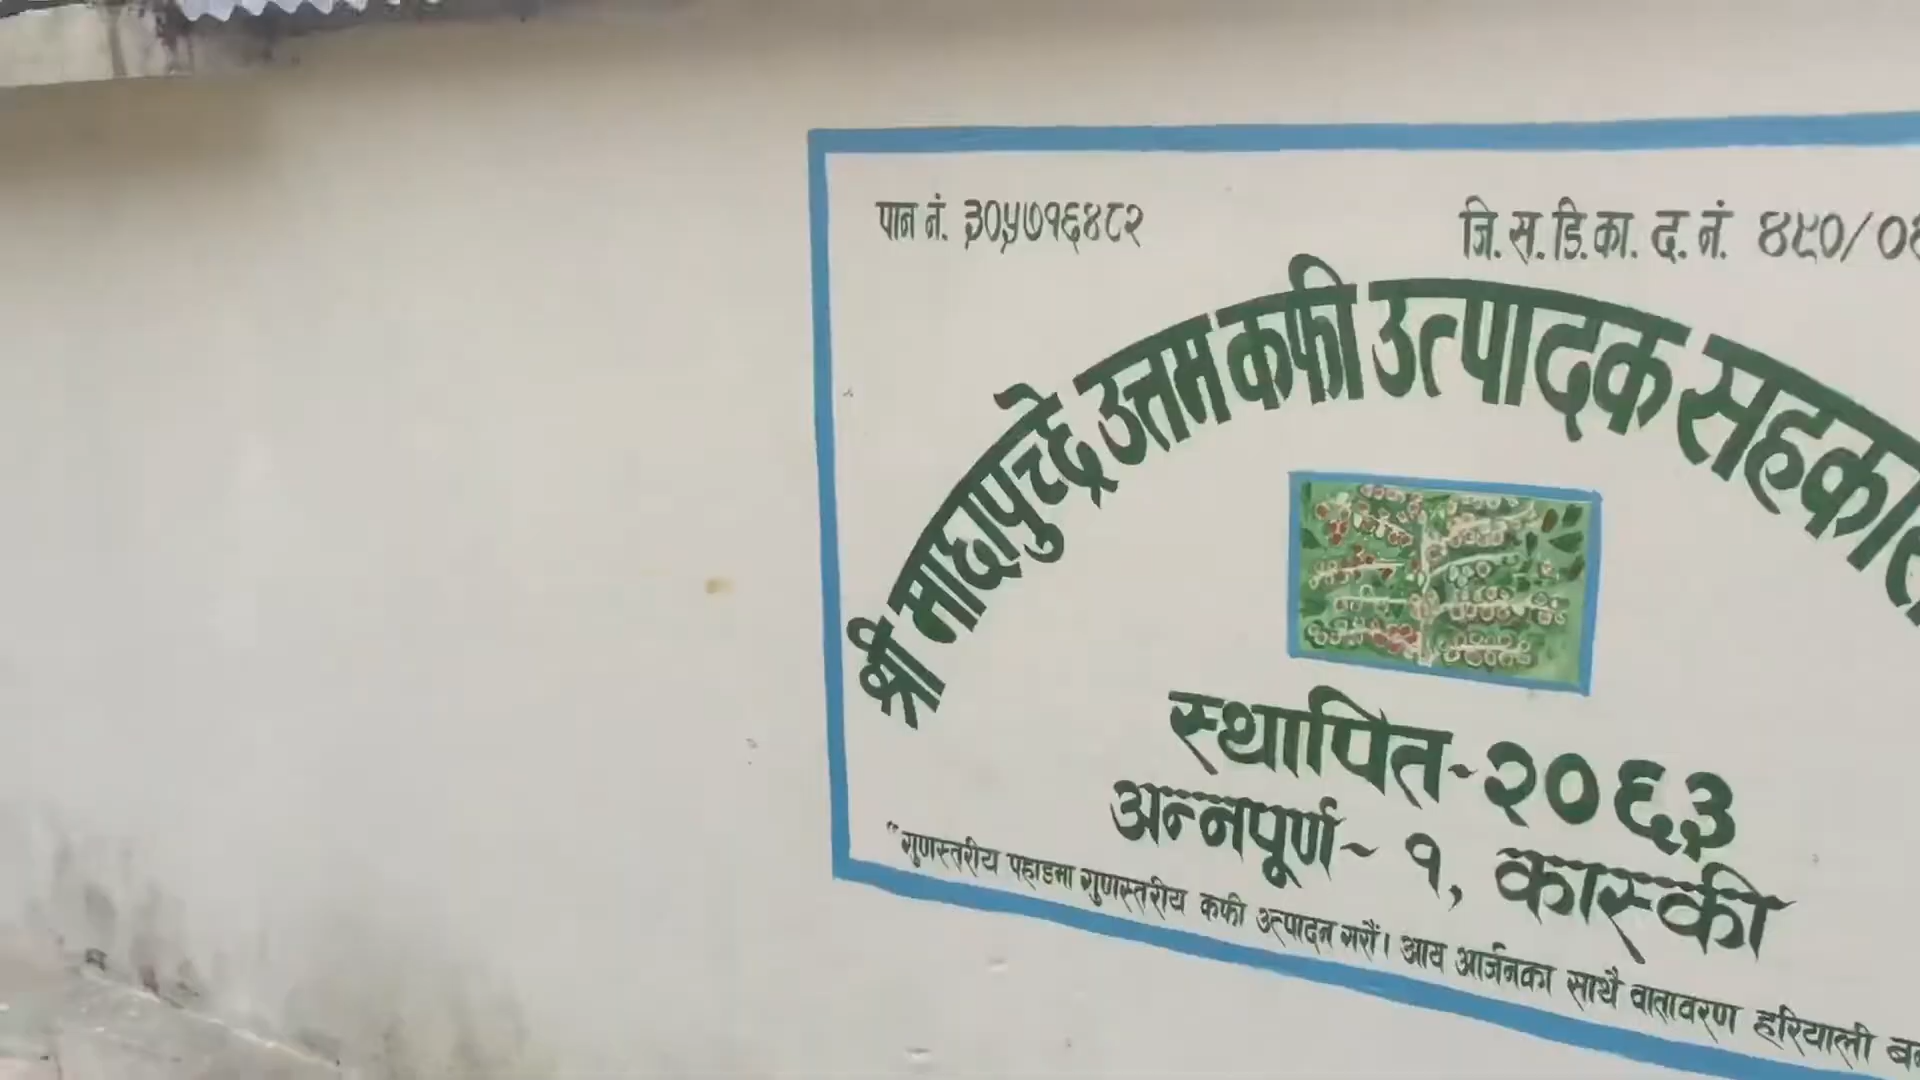 पान नं. ३०५७१६४८२
जि. स. डि. का. द. नं. ४९०/०
श्री माछापुच्छ्रे उत्तम कफी उत्पादक सहकारी
स्थापित-२०६३
अन्नपूर्ण- १, कास्की
"गुणस्तरीय पहाडमा गुणस्तरीय कफी उत्पादन गरौं। आय आर्जनका साथै वातावरण हरियाली